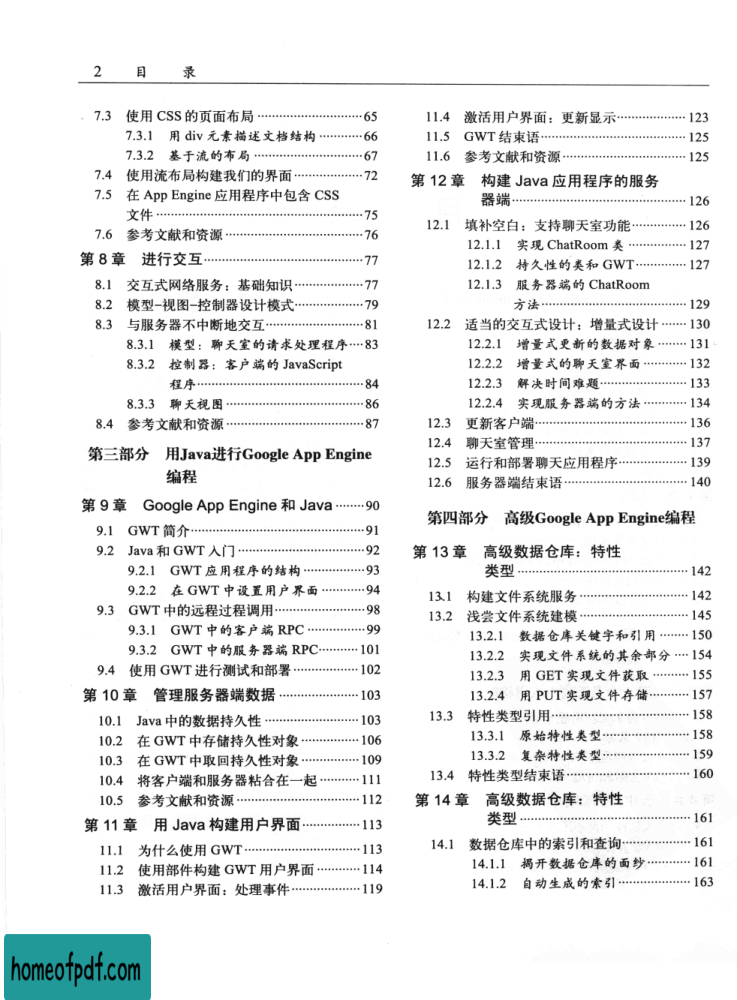 2 目 录
7.3 使用 CSS 的页面布局 ………………………… 65
7.3.1 用 div 元素描述文档结构 ………… 66
7.3.2 基于流的布局 ………………………… 67
7.4 使用流布局构建我们的界面 ……………… 72
7.5 在 App Engine 应用程序中包含 CSS
文件 ………………………………………………… 75
7.6 参考文献和资源 ………………………………… 76
第 8 章 进行交互 …………………………………… 77
8.1 交互式网络服务：基础知识 ……………… 77
8.2 模型–视图–控制器设计模式 ……………… 79
8.3 与服务器不中断地交互 …………………… 81
8.3.1 模型：聊天室的请求处理程序 … 83
8.3.2 控制器：客户端的 JavaScript
程序 ……………………………………… 84
8.3.3 聊天视图 ……………………………… 86
8.4 参考文献和资源 ………………………………… 87
第三部分 用Java进行Google App Engine
编程
第 9 章 Google App Engine 和 Java ……… 90
9.1 GWT 简介 ………………………………………… 91
9.2 Java 和 GWT 入门 …………………………… 92
9.2.1 GWT 应用程序的结构 …………… 93
9.2.2 在 GWT 中设置用户界面 ………… 94
9.3 GWT 中的远程过程调用 …………………… 98
9.3.1 GWT 中的客户端 RPC …………… 99
9.3.2 GWT 中的服务器端 RPC ……… 101
9.4 使用 GWT 进行测试和部署 ……………… 102
第 10 章 管理服务器端数据 ………………… 103
10.1 Java 中的数据持久性 …………………… 103
10.2 在 GWT 中存储持久性对象 …………… 106
10.3 在 GWT 中取回持久性对象 …………… 109
10.4 将客户端和服务器粘合在一起 ……… 111
10.5 参考文献和资源 ………………………… 112
第 11 章 用 Java 构建用户界面 …………… 113
11.1 为什么使用 GWT ………………………… 113
11.2 使用部件构建 GWT 用户界面 ……… 114
11.3 激活用户界面：处理事件 …………… 119
11.4 激活用户界面：更新显示 …………… 123
11.5 GWT 结束语 ……………………………… 125
11.6 参考文献和资源 ………………………… 125
第 12 章 构建 Java 应用程序的服务
器端 ……………………………………… 126
12.1 填补空白：支持聊天室功能 ………… 126
12.1.1 实现 ChatRoom 类 …………… 127
12.1.2 持久性的类和 GWT ………… 127
12.1.3 服务器端的 ChatRoom
方法 ………………………………… 129
12.2 适当的交互式设计：增量式设计 …… 130
12.2.1 增量式更新的数据对象 …… 131
12.2.2 增量式的聊天室界面 ……… 132
12.2.3 解决时间难题 ………………… 133
12.2.4 实现服务器端的方法 ……… 134
12.3 更新客户端 ……………………………… 136
12.4 聊天室管理 ……………………………… 137
12.5 运行和部署聊天应用程序 …………… 139
12.6 服务器端结束语 ………………………… 140
第四部分 高级Google App Engine编程
第 13 章 高级数据仓库：特性
类型 ……………………………………… 142
13.1 构建文件系统服务 ……………………… 142
13.2 浅尝文件系统建模 ……………………… 145
13.2.1 数据仓库关键字和引用 …… 150
13.2.2 实现文件系统的其余部分 … 154
13.2.3 用 GET 实现文件获取 ……… 155
13.2.4 用 PUT 实现文件存储 ……… 157
13.3 特性类型引用 …………………………… 158
13.3.1 原始特性类型 ………………… 158
13.3.2 复杂特性类型 ………………… 159
13.4 特性类型结束语 ………………………… 160
第 14 章 高级数据仓库：特性
类型 ……………………………………… 161
14.1 数据仓库中的索引和查询 …………… 161
14.1.1 揭开数据仓库的面纱 ……… 161
14.1.2 自动生成的索引 ……………… 163
homeofpdf.com